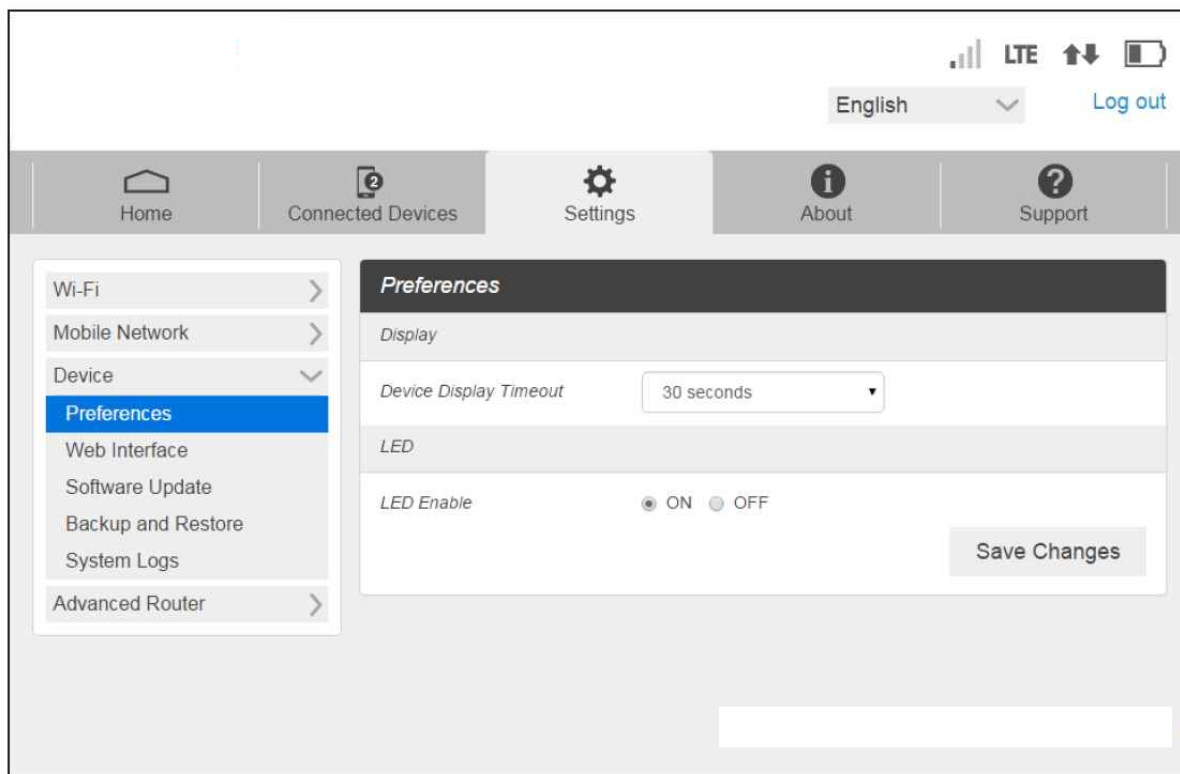 LTE
English
Log out
2
Home
Connected Devices
Settings
About
Support
Wi-Fi
Mobile Network
Device
Preferences
Web Interface
Software Update
Backup and Restore
System Logs
Advanced Router
Preferences
Display
Device Display Timeout 30 seconds
LED
LED Enable ON OFF
Save Changes